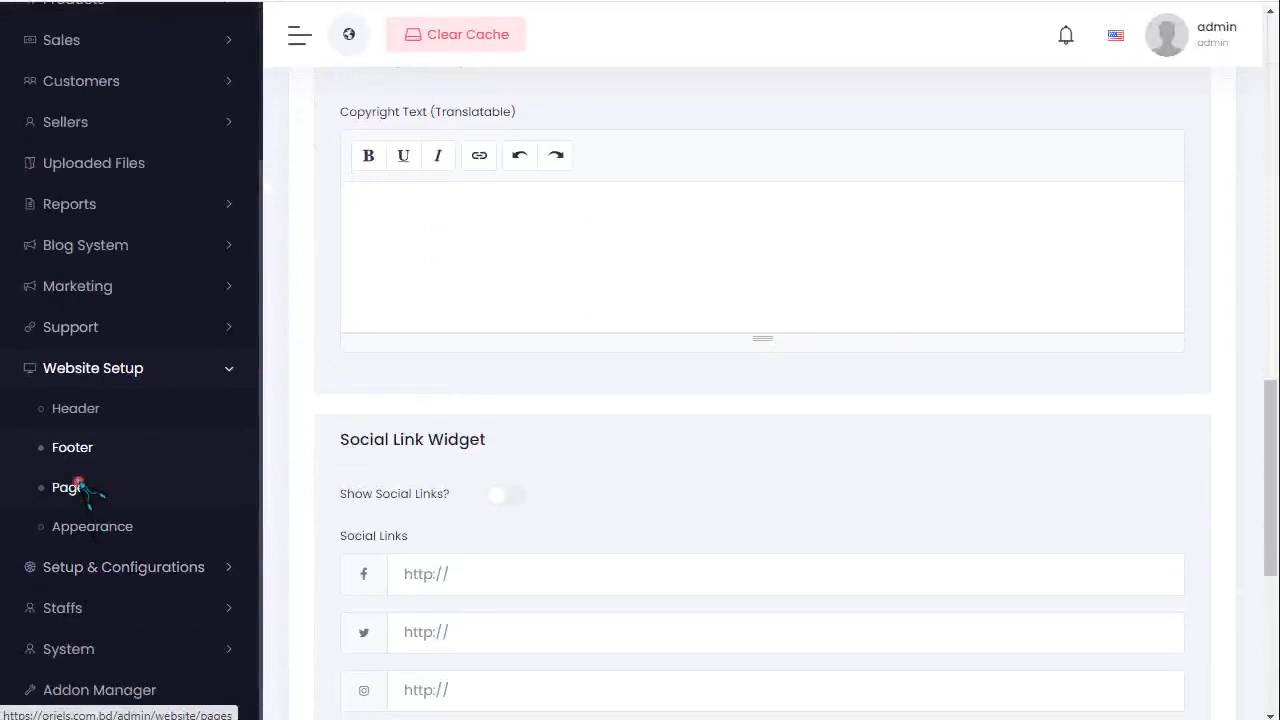 Products
Sales
Customers
Sellers
Uploaded Files
Reports
Blog System
Marketing
Support
Website Setup
Header
Footer
Appearance
Setup & Configurations
Staffs
System
Addon Manager
https://oriels.com.bd/admin/website/pages
Clear Cache
admin
admin
Copyright Text (Translatable)
B U I
Social Link Widget
Show Social Links?
Social Links
http://
http://
http://